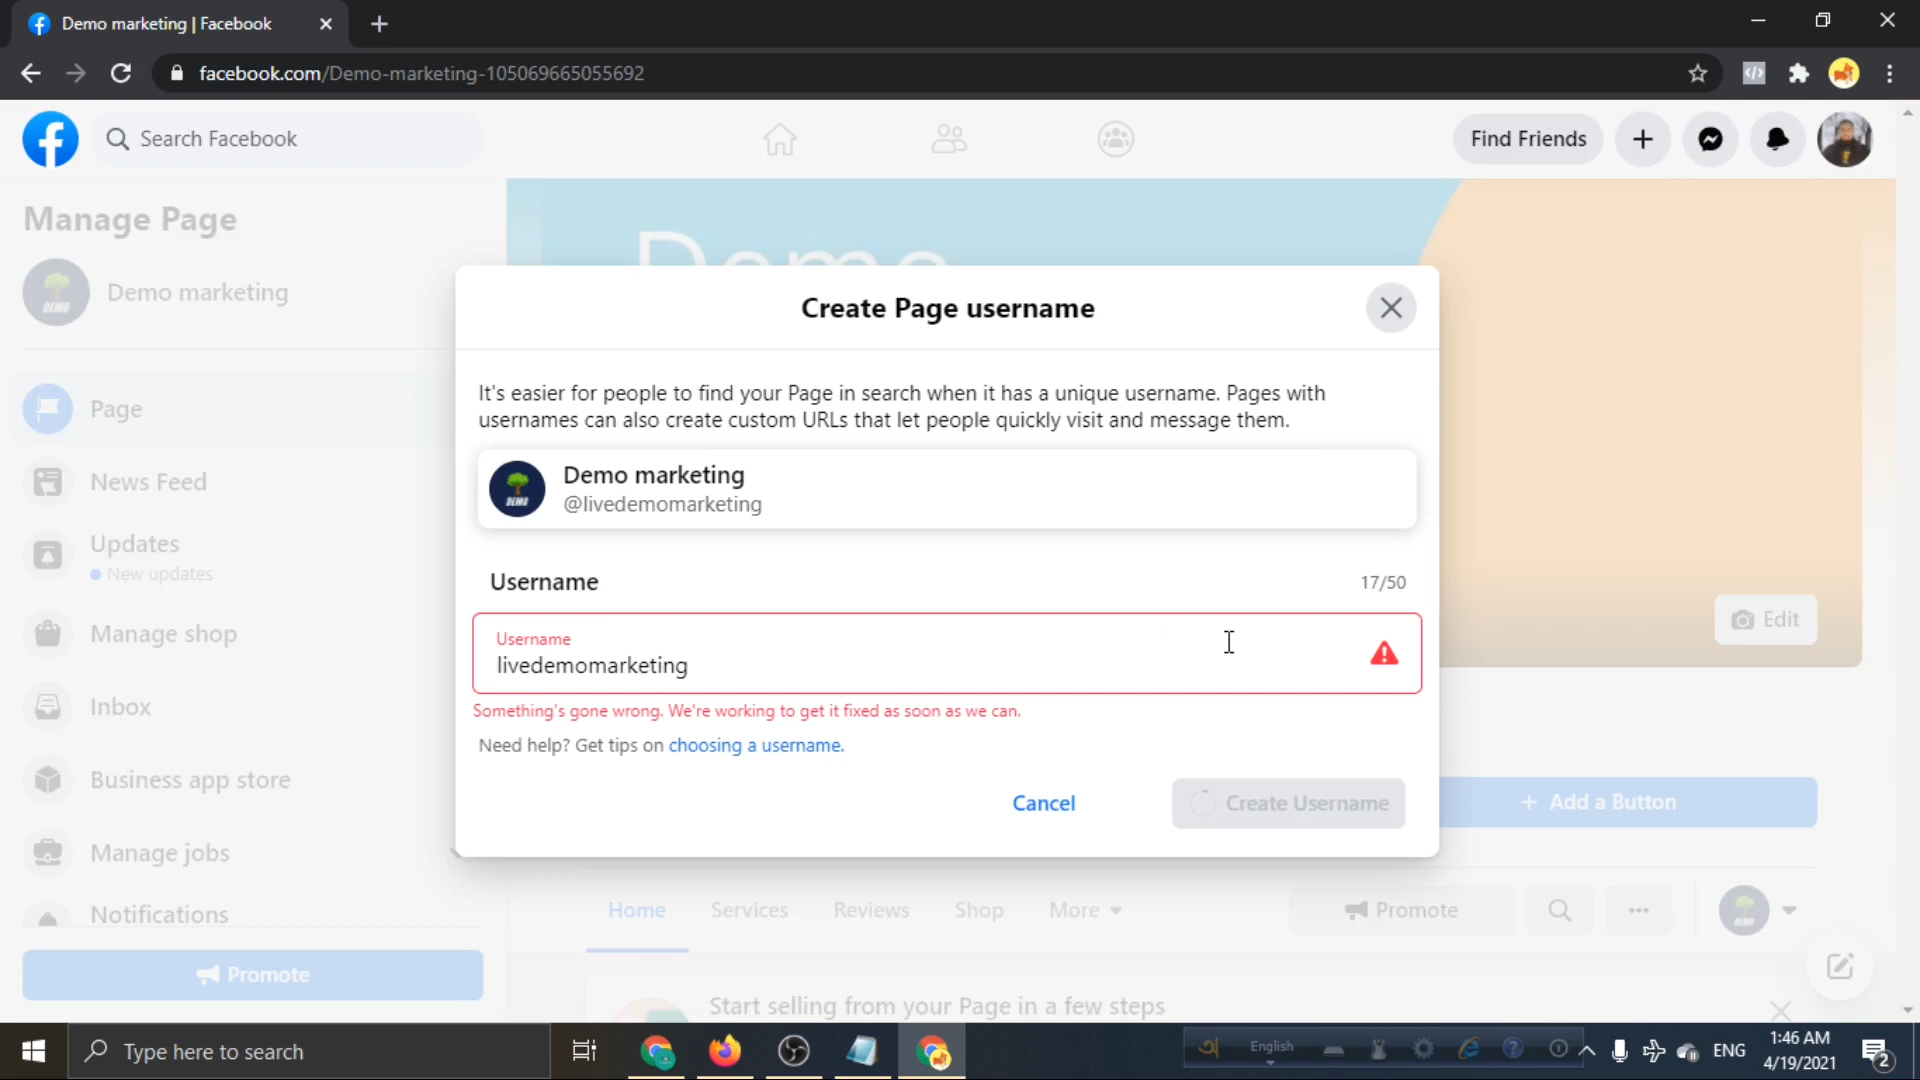 Demo marketing | Facebook
facebook.com/Demo-marketing-105069665055692
Search Facebook
Find Friends
Manage Page
Demo marketing
DEMO
Page
News Feed
Updates
New updates
Manage shop
Inbox
Business app store
Manage jobs
Notifications
Promote
Demo
Create Page username
It's easier for people to find your Page in search when it has a unique username. Pages with
usernames can also create custom URLs that let people quickly visit and message them.
DEMO
Demo marketing
@livedemomarketing
Username
17/50
Username
livedemomarketing
Something's gone wrong. We're working to get it fixed as soon as we can.
Need help? Get tips on choosing a username.
Cancel
Create Username
Edit
+ Add a Button
Home
Services
Reviews
Shop
More
Promote
DEMO
Start selling from your Page in a few steps
Type here to search
English
ENG
1:46 AM
4/19/2021
2